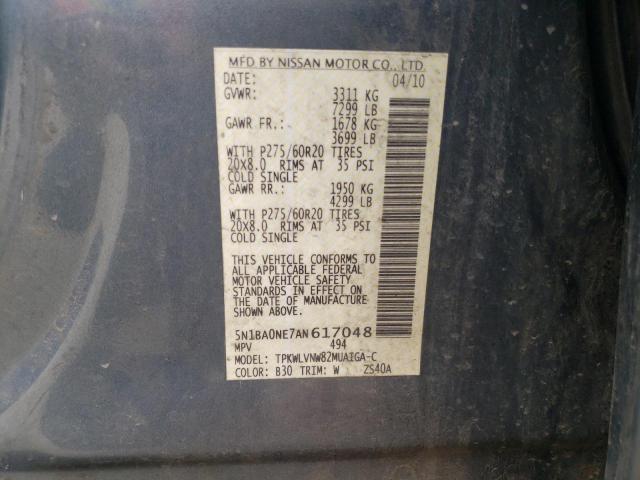 MFD BY NISSAN MOTOR CO., LTD.
DATE: 04/10
GVWR: 3311 KG
7299 LB
GAWR FR.: 1678 KG
3699 LB
WITH P275/60R20 TIRES
20X8.0 RIMS AT 35 PSI
COLD SINGLE
GAWR RR.: 1950 KG
4299 LB
WITH P275/60R20 TIRES
20X8.0 RIMS AT 35 PSI
COLD SINGLE
THIS VEHICLE CONFORMS TO
ALL APPLICABLE FEDERAL
MOTOR VEHICLE SAFETY
STANDARDS IN EFFECT ON
THE DATE OF MANUFACTURE
SHOWN ABOVE.
5N1BA0NE7AN617048
MPV 494
MODEL: TPKWLVNW82MUAIGA-C
COLOR: B30 TRIM: W ZS40A